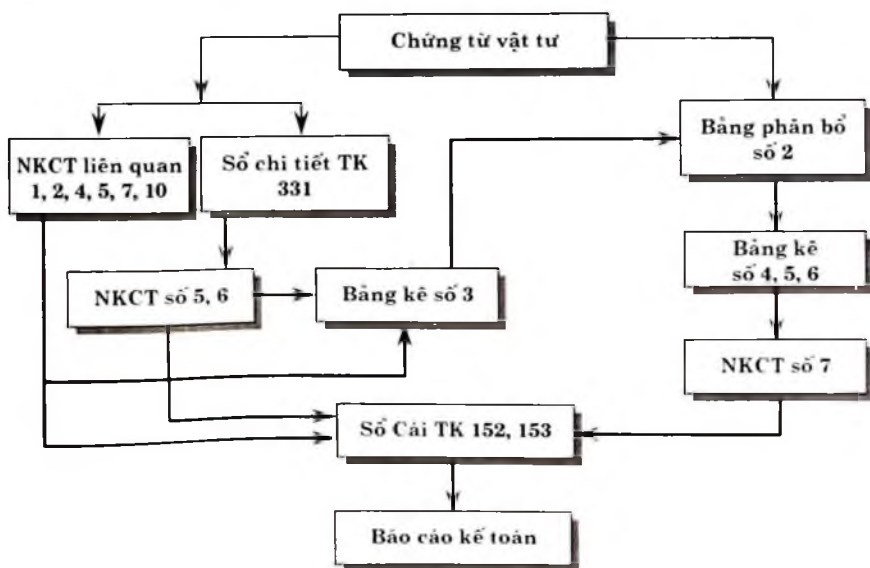 Chứng từ vật tư
NKCT liên quan
1, 2, 4, 5, 7, 10
Sổ chi tiết TK
331
Bảng phân bổ
số 2
NKCT số 5, 6
Bảng kê số 3
Bảng kê
số 4, 5, 6
NKCT số 7
Sổ Cái TK 152, 153
Báo cáo kế toán